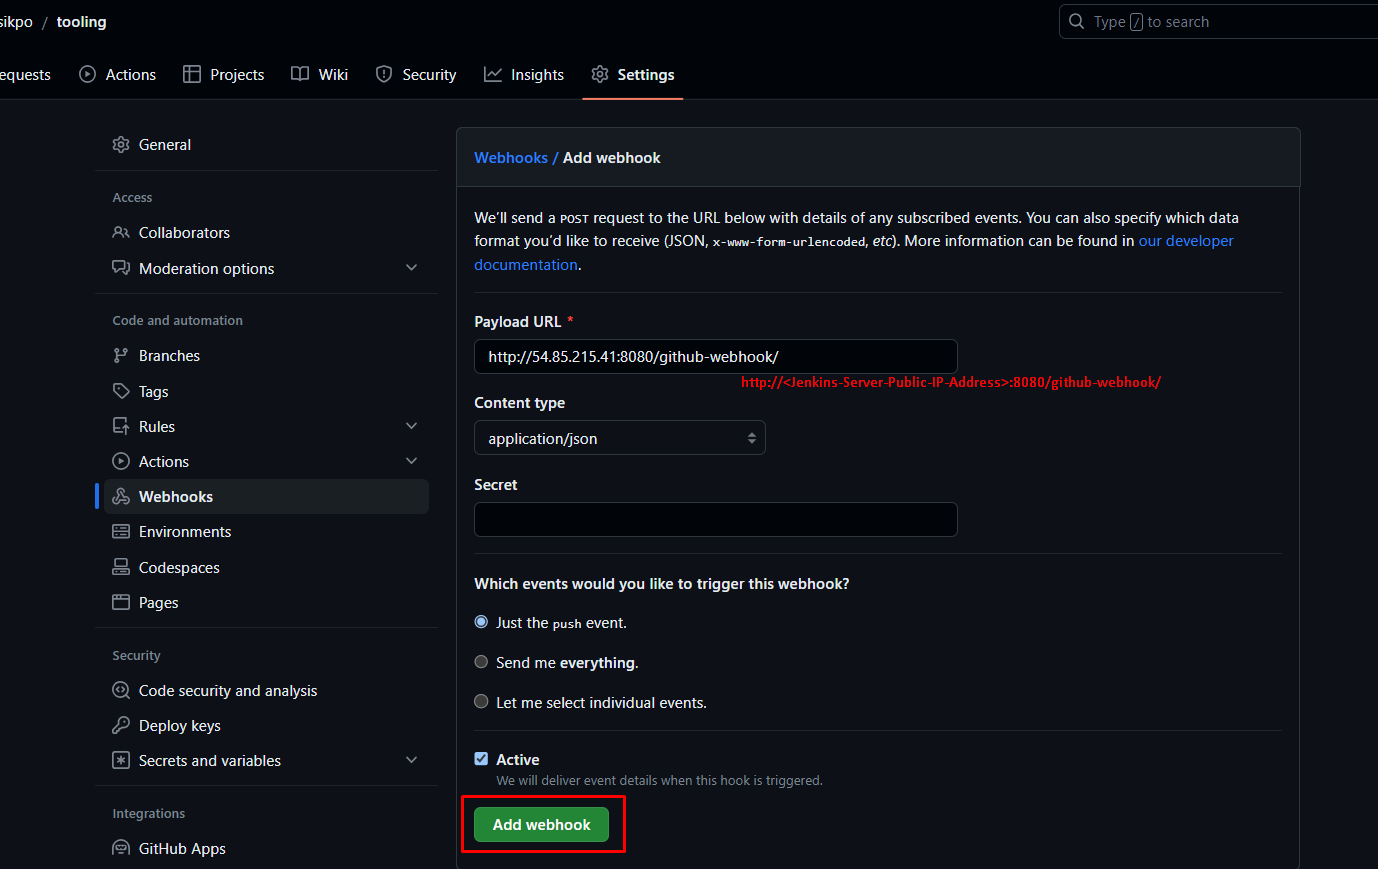 sikpo / tooling
Type / to search
equests Actions Projects Wiki Security Insights Settings
General
Access
Collaborators
Moderation options
Code and automation
Branches
Tags
Rules
Actions
Webhooks
Environments
Codespaces
Pages
Security
Code security and analysis
Deploy keys
Secrets and variables
Integrations
GitHub Apps
Webhooks / Add webhook
We'll send a POST request to the URL below with details of any subscribed events. You can also specify which data
format you'd like to receive (JSON, x-www-form-urlencoded, etc). More information can be found in our developer
documentation.
Payload URL *
http://54.85.215.41:8080/github-webhook/
http://<Jenkins-Server-Public-IP-Address>:8080/github-webhook/
Content type
application/json
Secret
Which events would you like to trigger this webhook?
Just the push event.
Send me everything.
Let me select individual events.
Active
We will deliver event details when this hook is triggered.
Add webhook